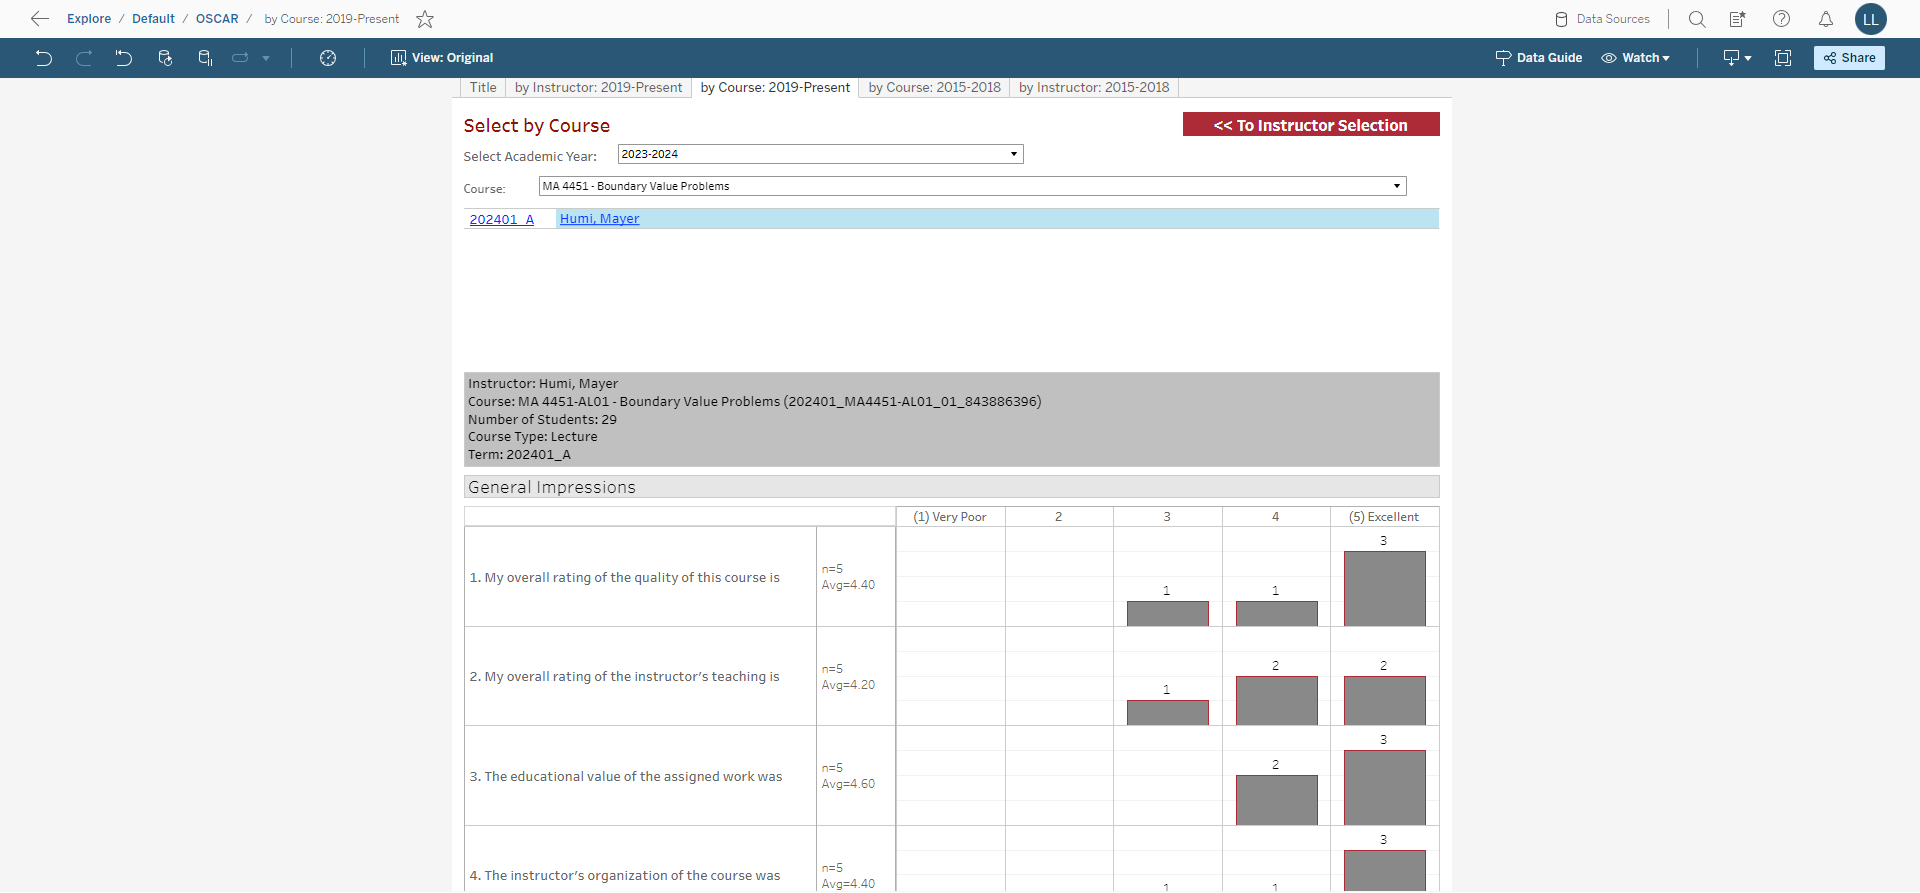 Explore / Default / OSCAR / by Course: 2019-Present
Data Sources
LL
View: Original
Data Guide
Watch
Share
Title
by Instructor: 2019-Present
by Course: 2019-Present
by Course: 2015-2018
by Instructor: 2015-2018
Select by Course
<< To Instructor Selection
Select Academic Year: 2023-2024
Course: MA 4451 - Boundary Value Problems
202401_A Humi, Mayer
Instructor: Humi, Mayer
Course: MA 4451-AL01 - Boundary Value Problems (202401_MA4451-AL01_01_843886396)
Number of Students: 29
Course Type: Lecture
Term: 202401_A
General Impressions
(1) Very Poor 2 3 4 (5) Excellent
1. My overall rating of the quality of this course is
n=5
Avg=4.40
1 1 3
2. My overall rating of the instructor's teaching is
n=5
Avg=4.20
1 2 2
3. The educational value of the assigned work was
n=5
Avg=4.60
2 3
4. The instructor's organization of the course was
n=5
Avg=4.40
1 1 3